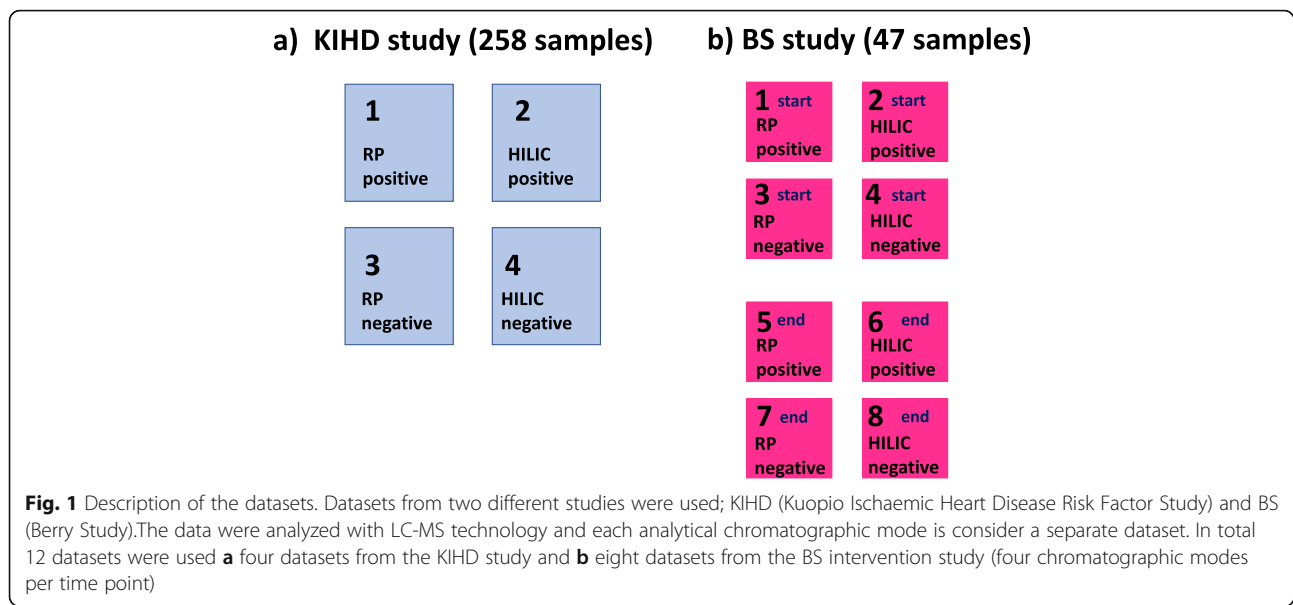 a) KIHD study (258 samples)
b) BS study (47 samples)
1
RP
positive
2
HILIC
positive
3
RP
negative
4
HILIC
negative
1 start
RP
positive
2 start
HILIC
positive
3 start
RP
negative
4 start
HILIC
negative
5 end
RP
positive
6 end
HILIC
positive
7 end
RP
negative
8 end
HILIC
negative
Fig. 1 Description of the datasets. Datasets from two different studies were used; KIHD (Kuopio Ischaemic Heart Disease Risk Factor Study) and BS
(Berry Study).The data were analyzed with LC-MS technology and each analytical chromatographic mode is consider a separate dataset. In total
12 datasets were used a four datasets from the KIHD study and b eight datasets from the BS intervention study (four chromatographic modes
per time point)